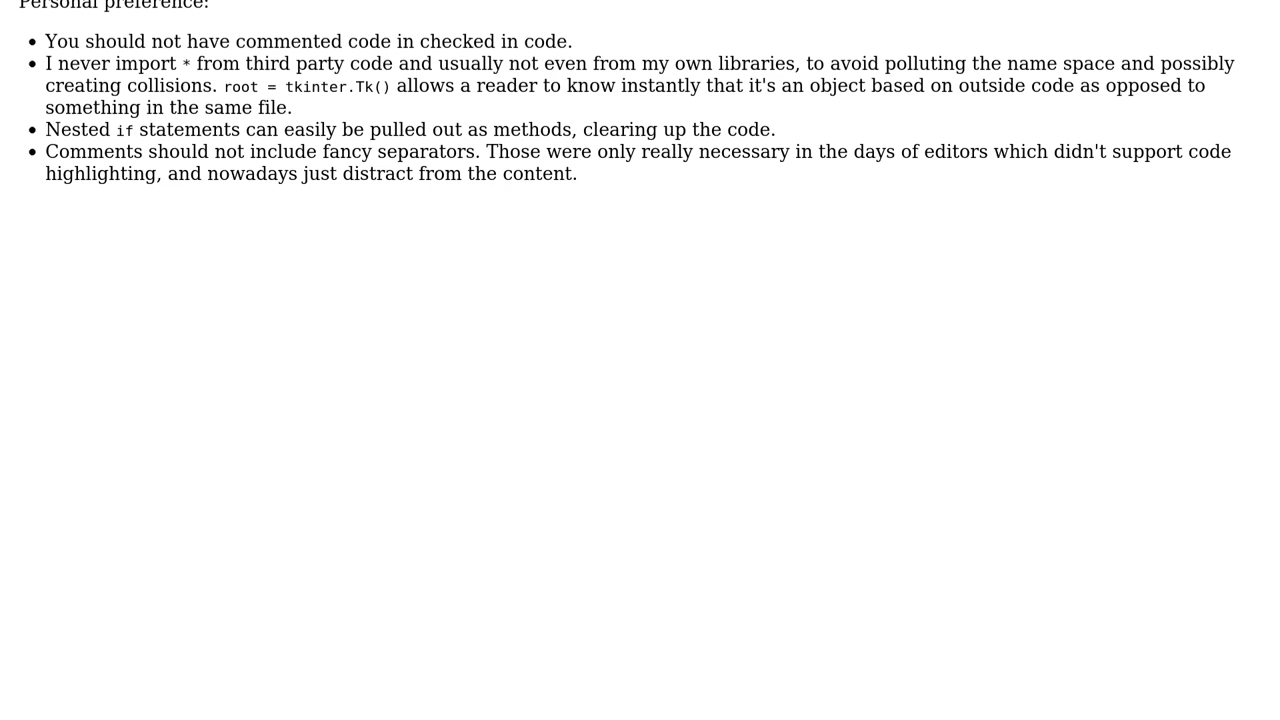 Personal preference:
You should not have commented code in checked in code.
I never import * from third party code and usually not even from my own libraries, to avoid polluting the name space and possibly
creating collisions. root = tkinter.Tk() allows a reader to know instantly that it's an object based on outside code as opposed to
something in the same file.
Nested if statements can easily be pulled out as methods, clearing up the code.
Comments should not include fancy separators. Those were only really necessary in the days of editors which didn't support code
highlighting, and nowadays just distract from the content.